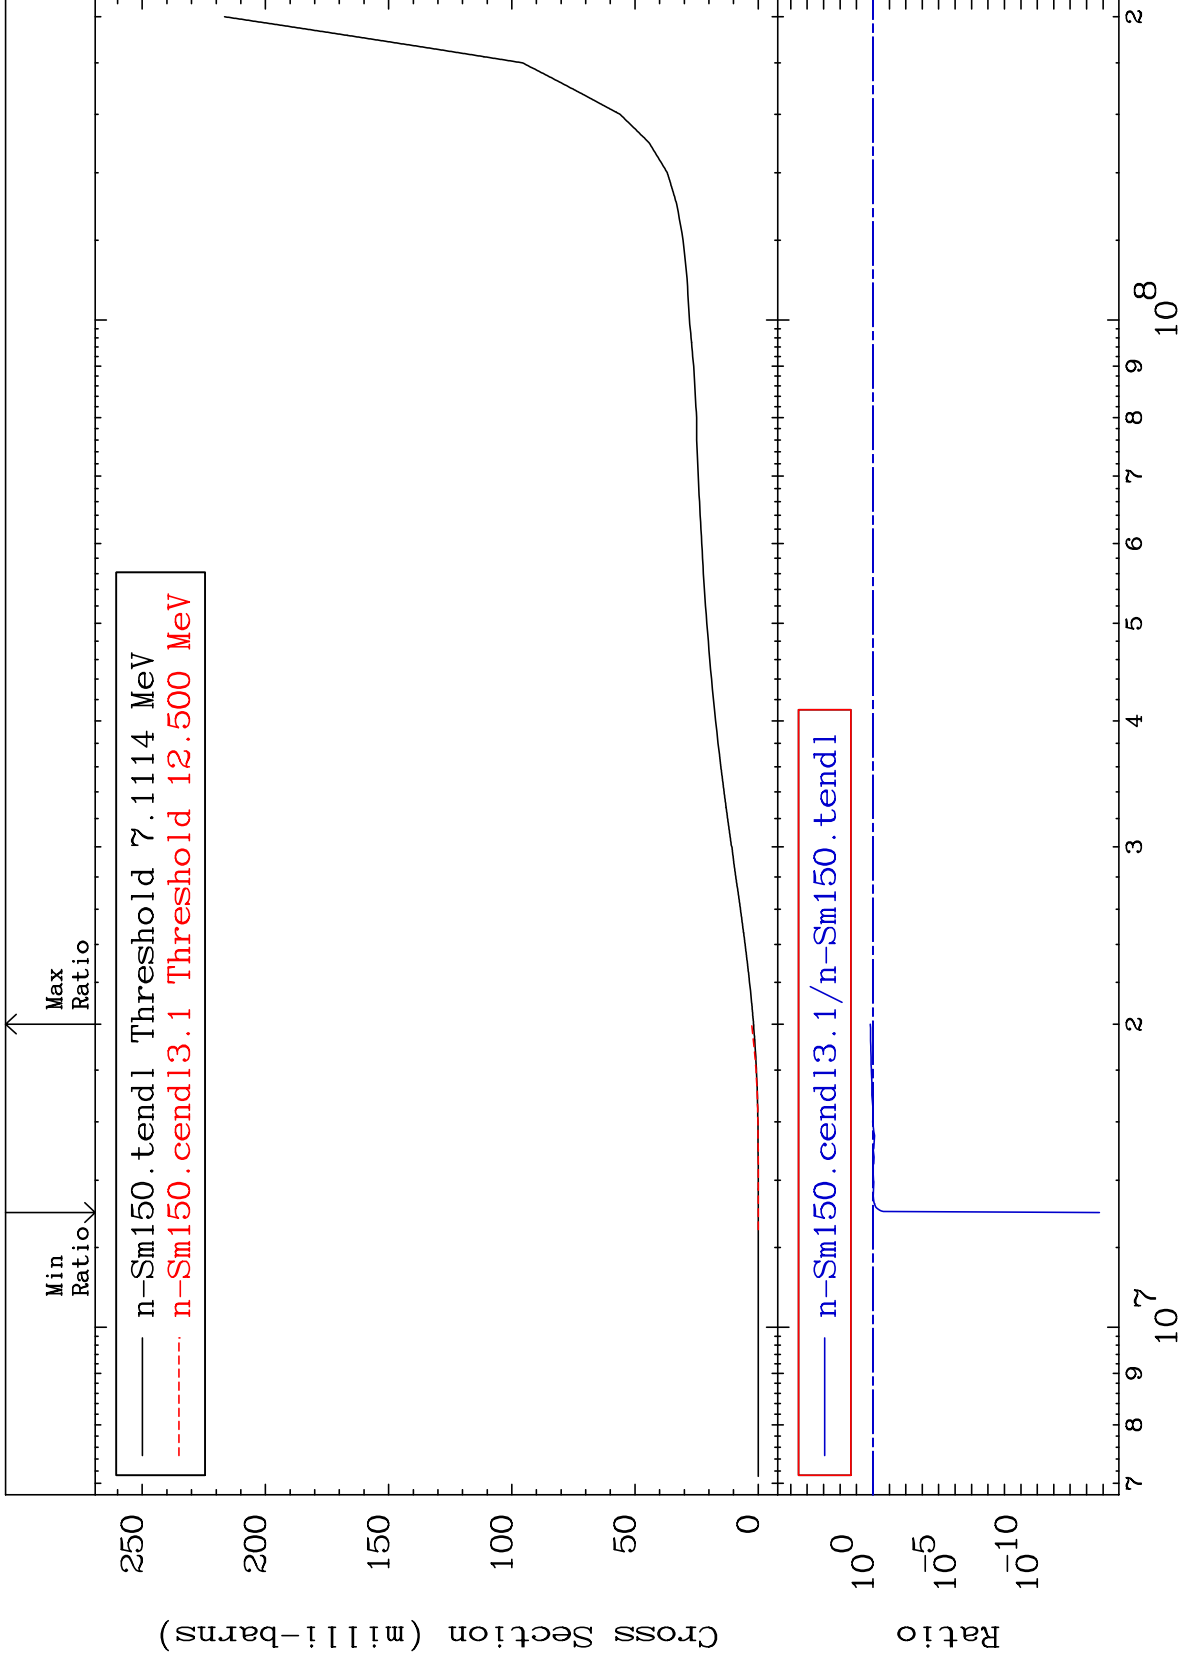 Min
Ratio
Max
Ratio
n-Sm150.tendl Threshold 7.1114 MeV
n-Sm150.cendl3.1 Threshold 12.500 MeV
250
200
150
100
50
0
Cross Section (milli-barns)
n-Sm150.cendl3.1/n-Sm150.tendl
10^0
10^-5
10^-10
Ratio
7 8 9 2 3 4 5 6 7 8 9 2
10^7 10^8